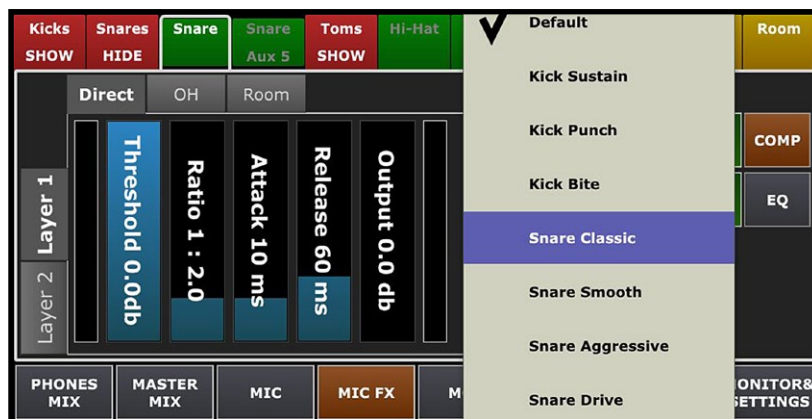 Kicks
SHOW
Snares
HIDE
Snare
Snare
Aux 5
Toms
SHOW
Hi-Hat
Room
Direct
OH
Room
Layer 1
Layer 2
Threshold 0.0db
Ratio 1 : 2.0
Attack 10 ms
Release 60 ms
Output 0.0 db
Default
Kick Sustain
Kick Punch
Kick Bite
Snare Classic
Snare Smooth
Snare Aggressive
Snare Drive
COMP
EQ
PHONES
MIX
MASTER
MIX
MIC
MIC FX
M
ONITOR&
SETTINGS